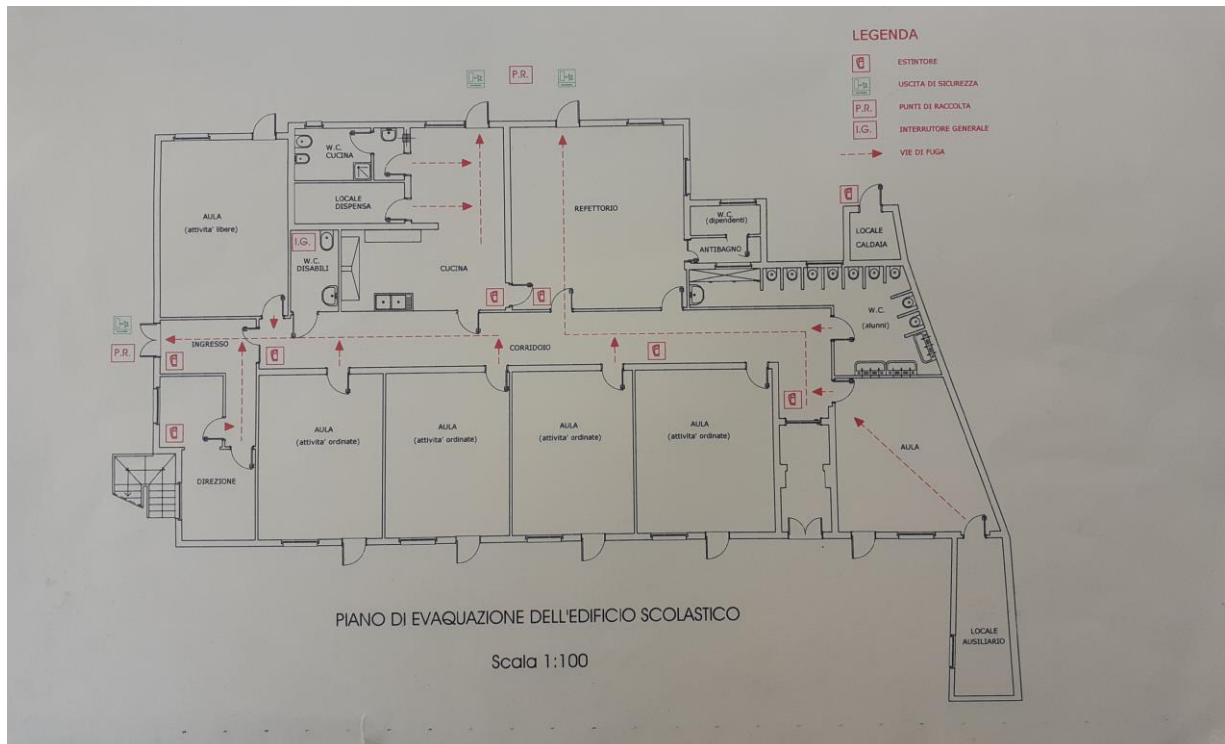 LEGENDA
ESTINTORE
USCITA DI SICUREZZA
P.R. PUNTI DI RACCOLTA
I.G. INTERRUTORE GENERALE
VIE DI FUGA
P.R.
W.C.
CUCINA
LOCALE
DISPENSA
AULA
(attivita' libere)
REFETTORIO
W.C.
(dipendenti)
ANTIBAGNO
LOCALE
CALDAIA
I.G.
W.C.
DISABILI
CUCINA
W.C.
(alunni)
P.R.
INGRESSO
CORRIDOIO
AULA
(attivita' ordinate)
AULA
(attivita' ordinate)
AULA
(attivita' ordinate)
AULA
(attivita' ordinate)
AULA
DIREZIONE
LOCALE
AUSILIARIO
PIANO DI EVAQUAZIONE DELL'EDIFICIO SCOLASTICO
Scala 1:100